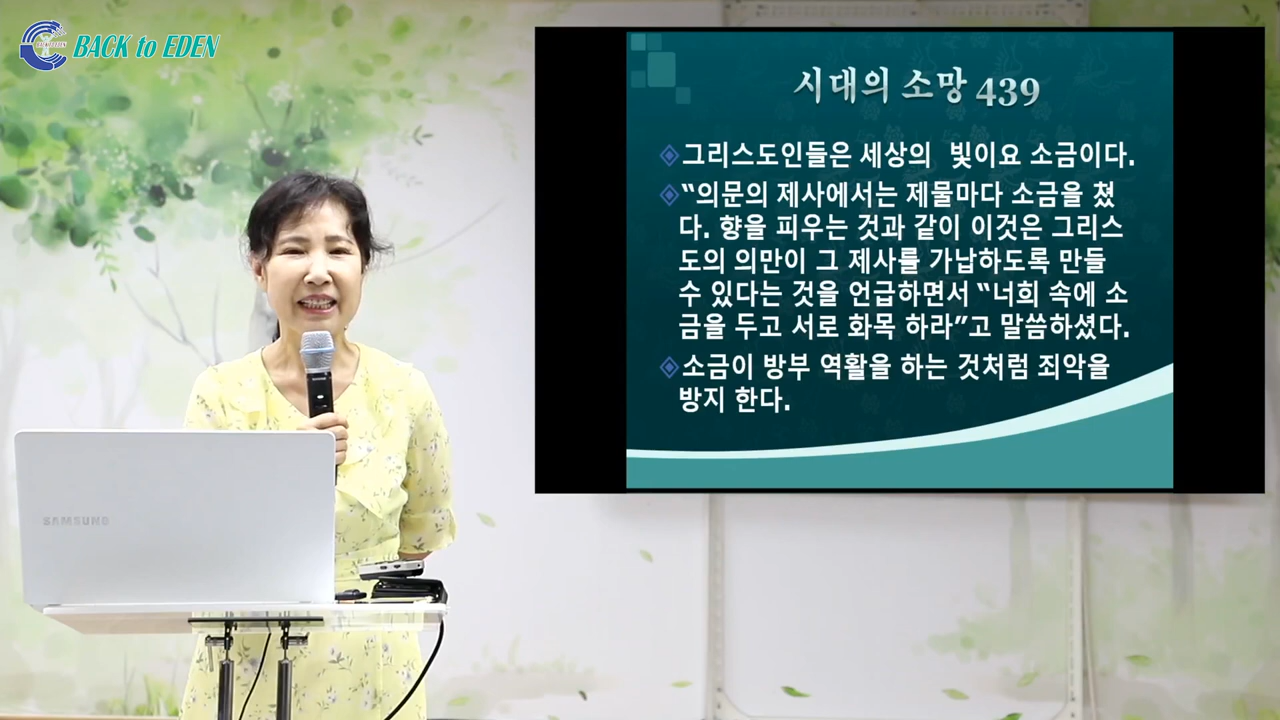 BACK to EDEN
시대의 소망 439
그리스도인들은 세상의 빛이요 소금이다.
“의문의 제사에서는 제물마다 소금을 쳤
다. 향을 피우는 것과 같이 이것은 그리스
도의 의만이 그 제사를 가납하도록 만들
수 있다는 것을 언급하면서 “너희 속에 소
금을 두고 서로 화목 하라”고 말씀하셨다.
소금이 방부 역활을 하는 것처럼 죄악을
방지 한다.
SAMSUNG